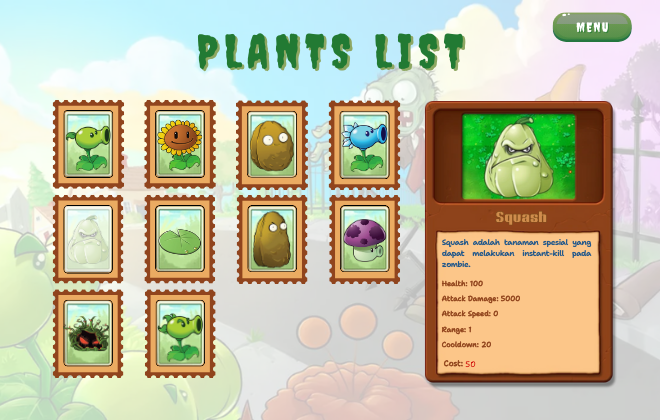 PLANTS LIST
MENU
Squash
Squash adalah tanaman spesial yang
dapat melakukan instant-kill pada
zombie.
Health: 100
Attack Damage: 5000
Attack Speed: 0
Range: 1
Cooldown: 20
Cost: 50